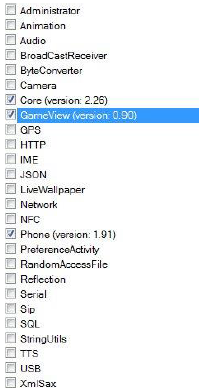 Administrator
Animation
Audio
BroadCastReceiver
ByteConverter
Camera
Core (version: 2.26)
GameView (version: 0.90)
GPS
HTTP
IME
JSON
LiveWallpaper
Network
NFC
Phone (version: 1.91)
PreferenceActivity
RandomAccessFile
Reflection
Serial
Sip
SQL
StringUtils
TTS
USB
XmlSax